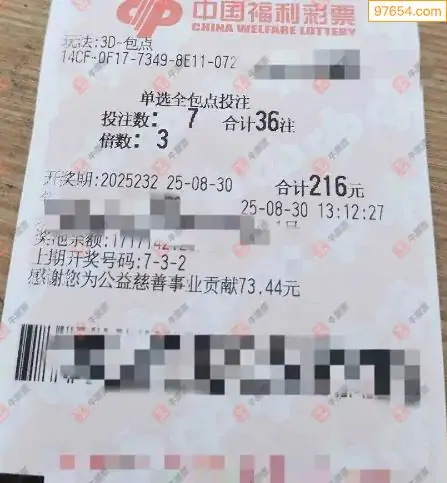 97654.com
中国福利彩票
CHINA WELFARE LOTTERY
玩法:3D-包点
14CF-0F17-7349-8E11-072
单选全包点投注
投注数: 7 合计36注
倍数: 3
开奖期:2025232 25-08-30 合计216元
25-08-30 13:12:27
奖池余额:
上期开奖号码:7-3-2
感谢您为公益慈善事业贡献73.44元